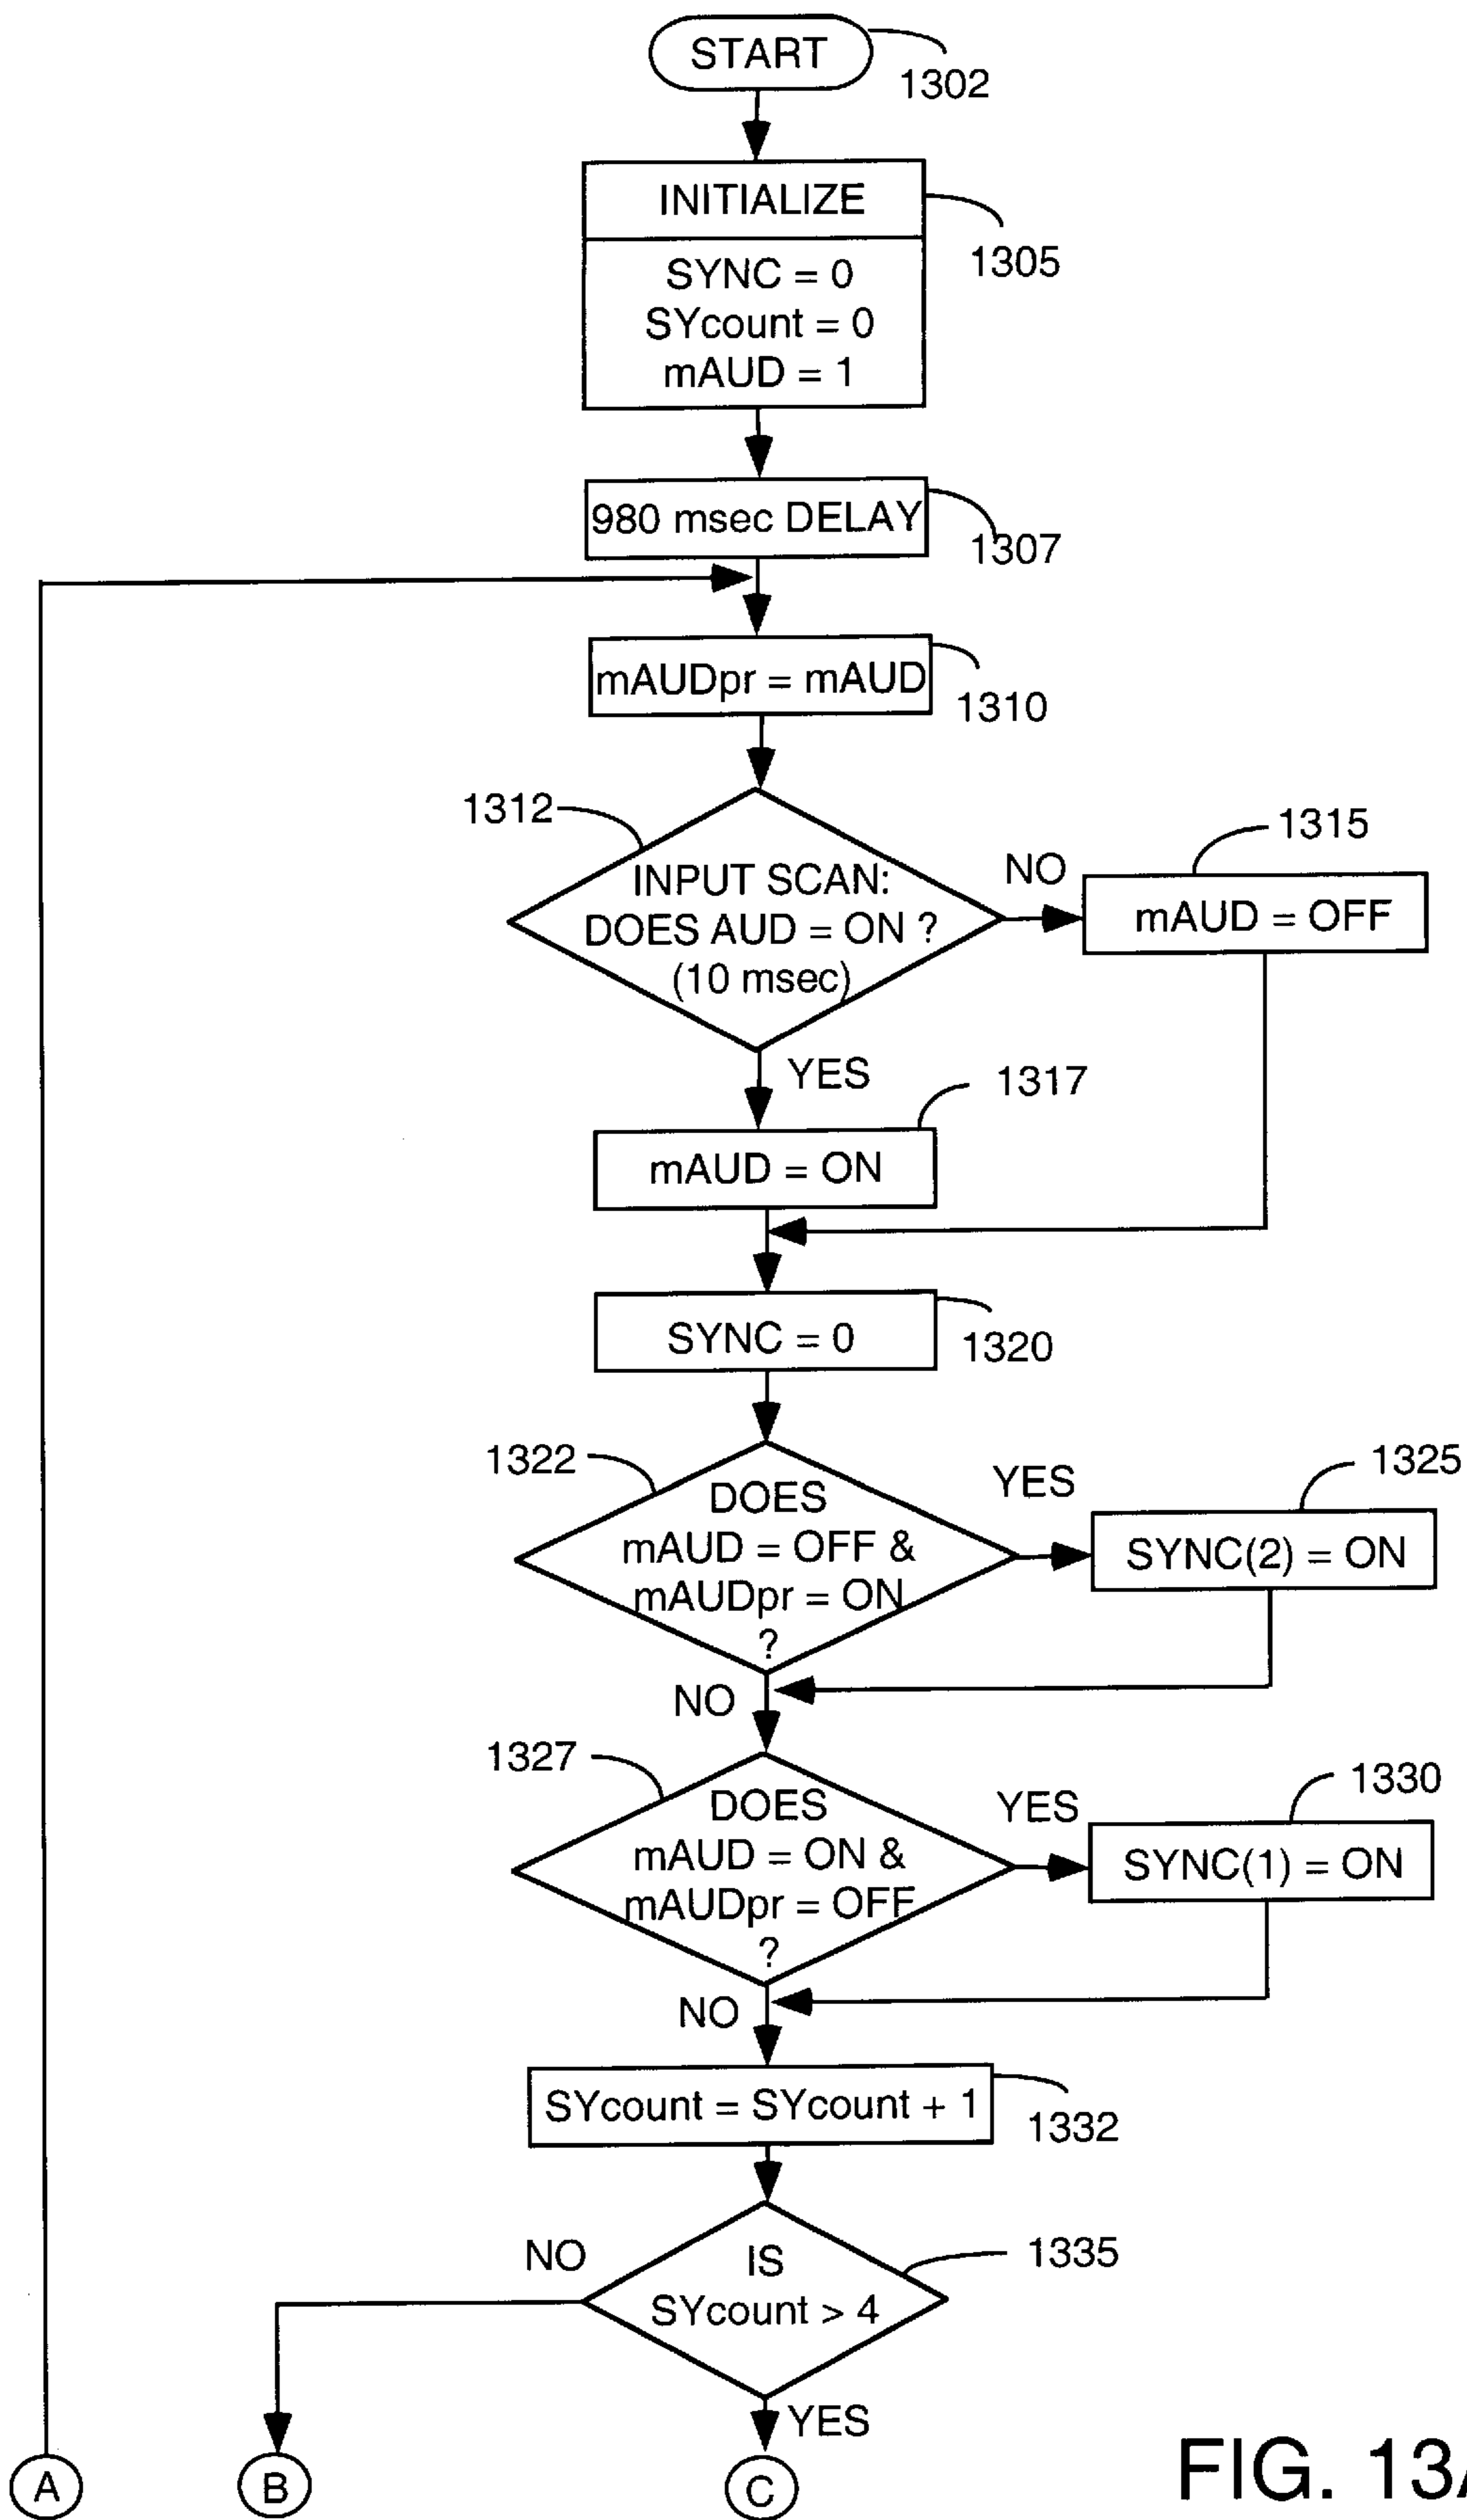 START
1302
INITIALIZE
1305
SYNC = 0
SYcount = 0
mAUD = 1
980 msec DELAY
1307
mAUDpr = mAUD
1310
1312
INPUT SCAN:
DOES AUD = ON ?
(10 msec)
NO
1315
mAUD = OFF
YES
1317
mAUD = ON
SYNC = 0
1320
1322
DOES
mAUD = OFF &
mAUDpr = ON
?
YES
1325
SYNC(2) = ON
NO
1327
DOES
mAUD = ON &
mAUDpr = OFF
?
YES
1330
SYNC(1) = ON
NO
SYcount = SYcount + 1
1332
NO
IS
SYcount > 4
1335
YES
A
B
C
FIG. 13A